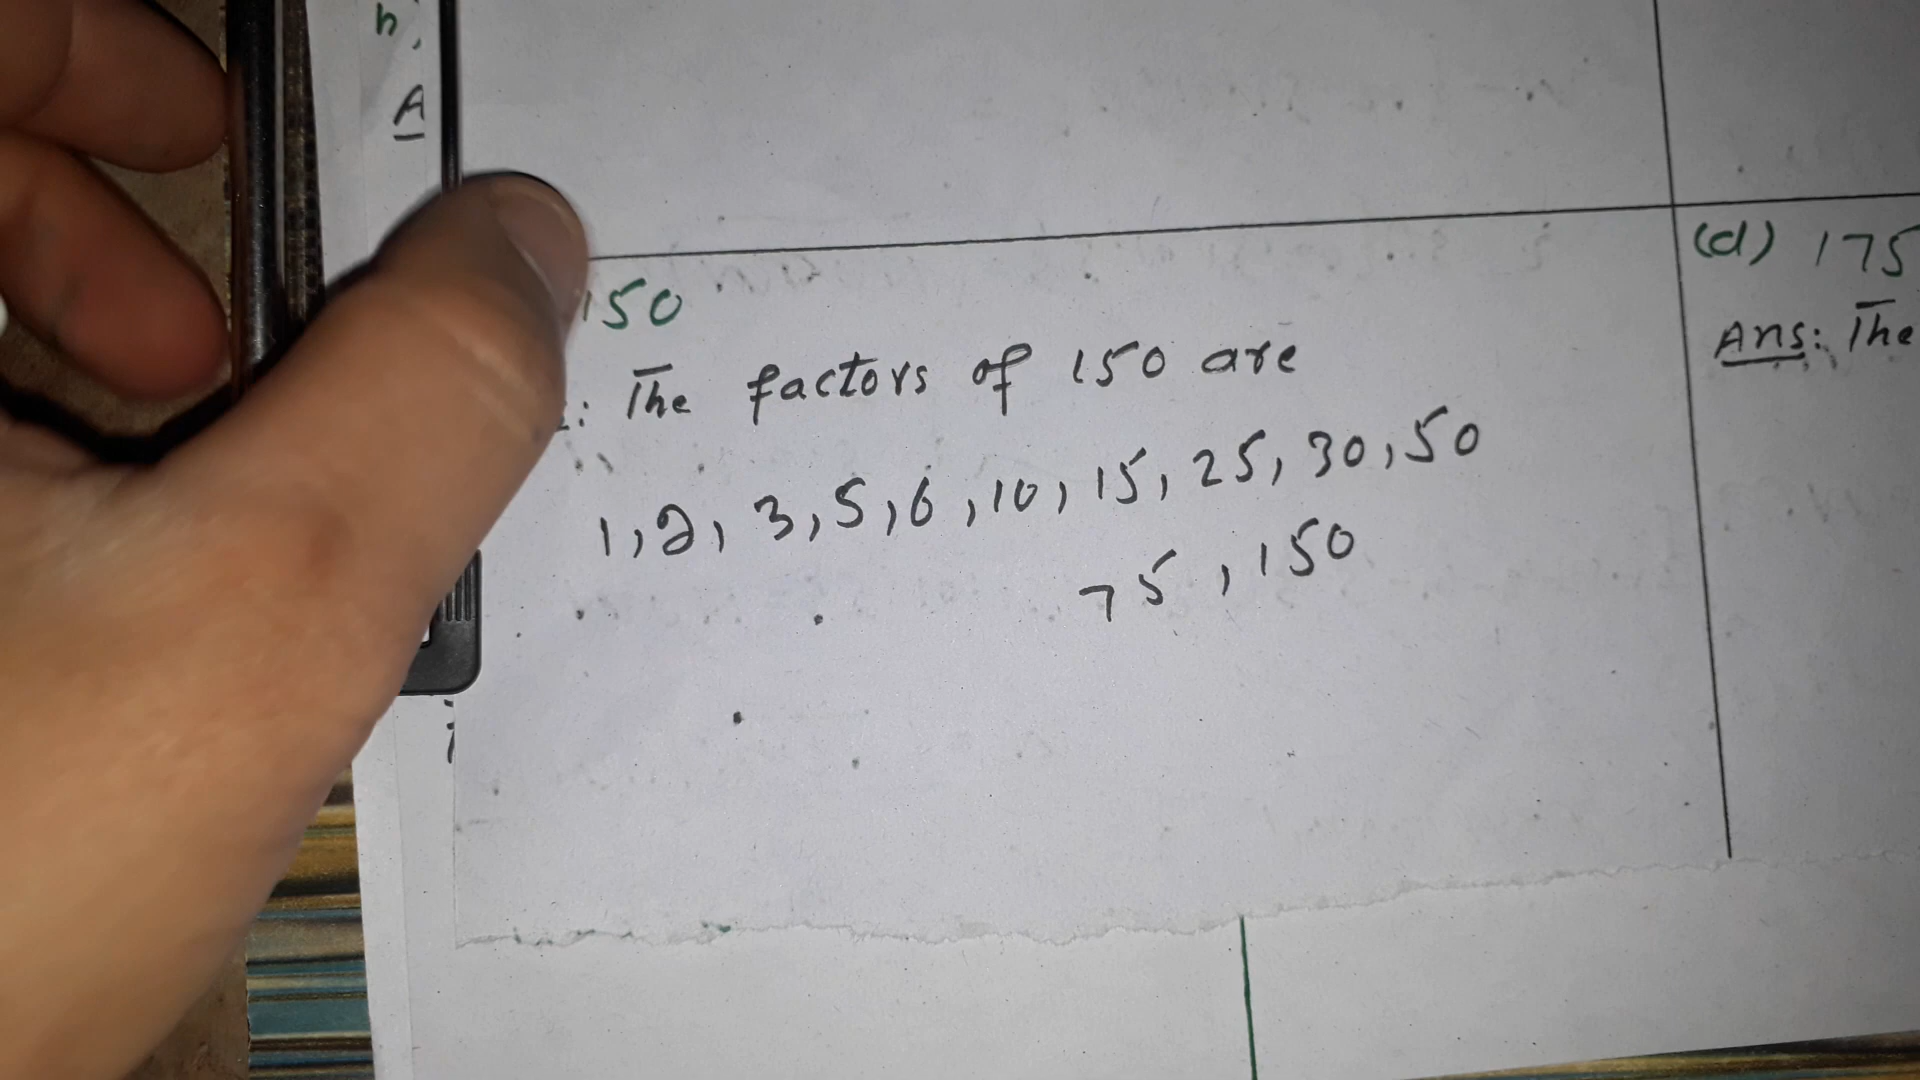 h,
A
150
: The factors of 150 are
1, 2, 3, 5, 6, 10, 15, 25, 30, 50
75, 150
(d) 175
Ans: The